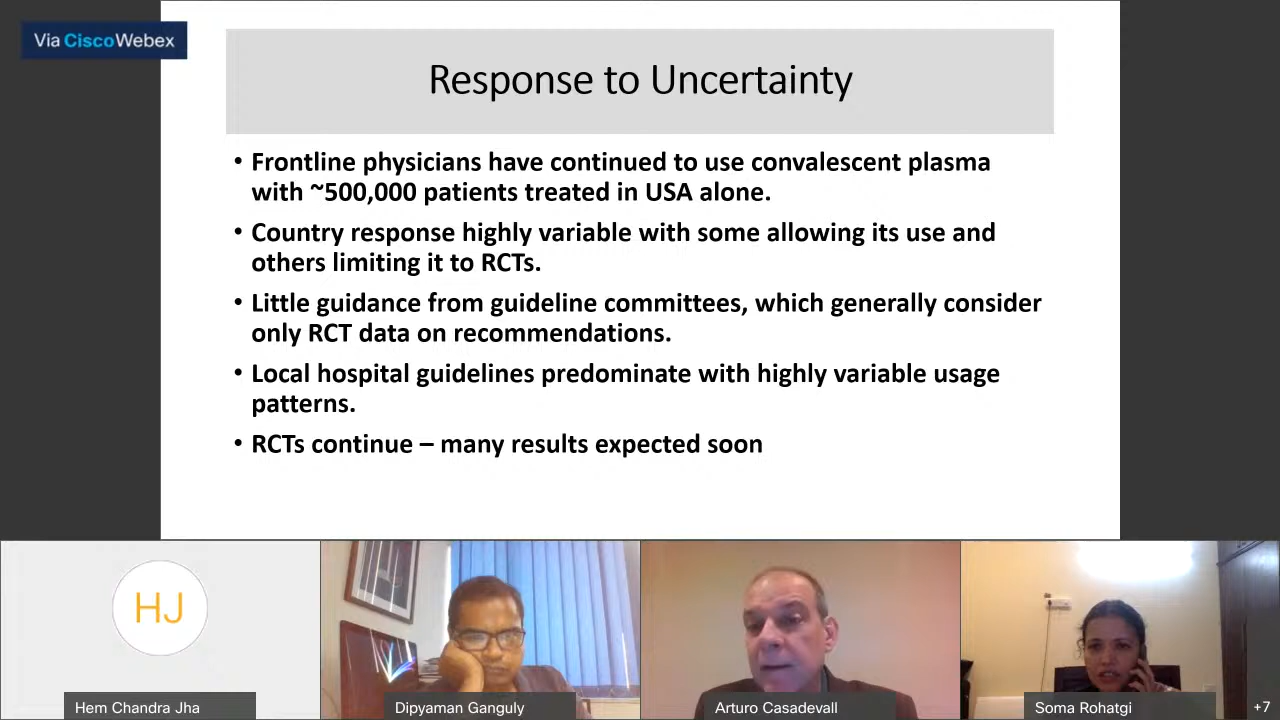 Via CiscoWebex
Response to Uncertainty
• Frontline physicians have continued to use convalescent plasma
with ~500,000 patients treated in USA alone.
• Country response highly variable with some allowing its use and
others limiting it to RCTs.
• Little guidance from guideline committees, which generally consider
only RCT data on recommendations.
• Local hospital guidelines predominate with highly variable usage
patterns.
• RCTs continue – many results expected soon
HJ
Hem Chandra Jha
Dipyaman Ganguly
Arturo Casadevall
Soma Rohatgi
+7